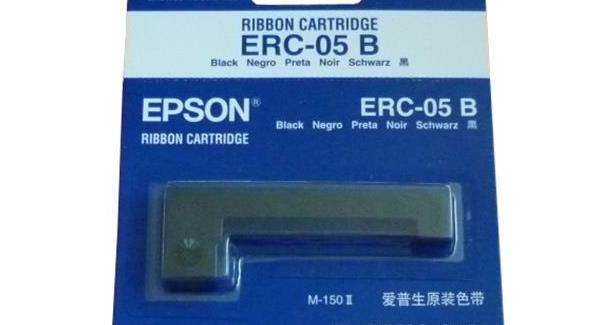 RIBBON CARTRIDGE
ERC-05 B
Black Negro Preta Noir Schwarz 黑
EPSON®
ERC-05 B
RIBBON CARTRIDGE
Black Negro Preta Noir Schwarz 黑
M-150 II
爱普生原装色带